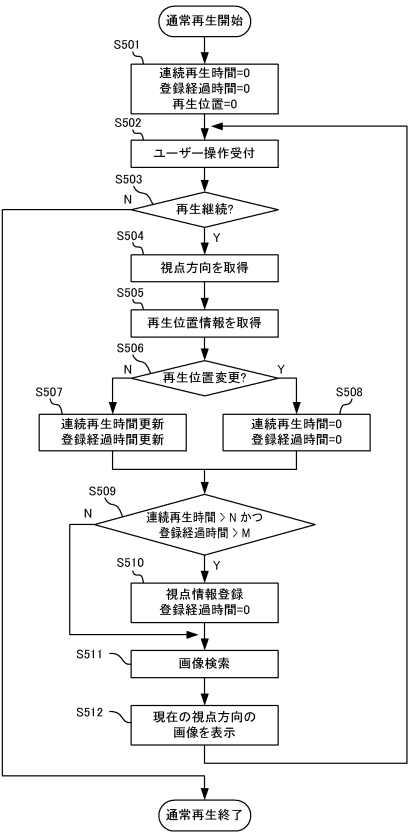 通常再生開始
S501
連続再生時間=0
登録経過時間=0
再生位置=0
S502
ユーザー操作受付
S503
N
再生継続?
Y
S504
視点方向を取得
S505
再生位置情報を取得
S506
N
再生位置変更?
Y
S507
連続再生時間更新
登録経過時間更新
S508
連続再生時間=0
登録経過時間=0
S509
N
連続再生時間 > N かつ
登録経過時間 > M
Y
S510
視点情報登録
登録経過時間=0
S511
画像検索
S512
現在の視点方向の
画像を表示
通常再生終了